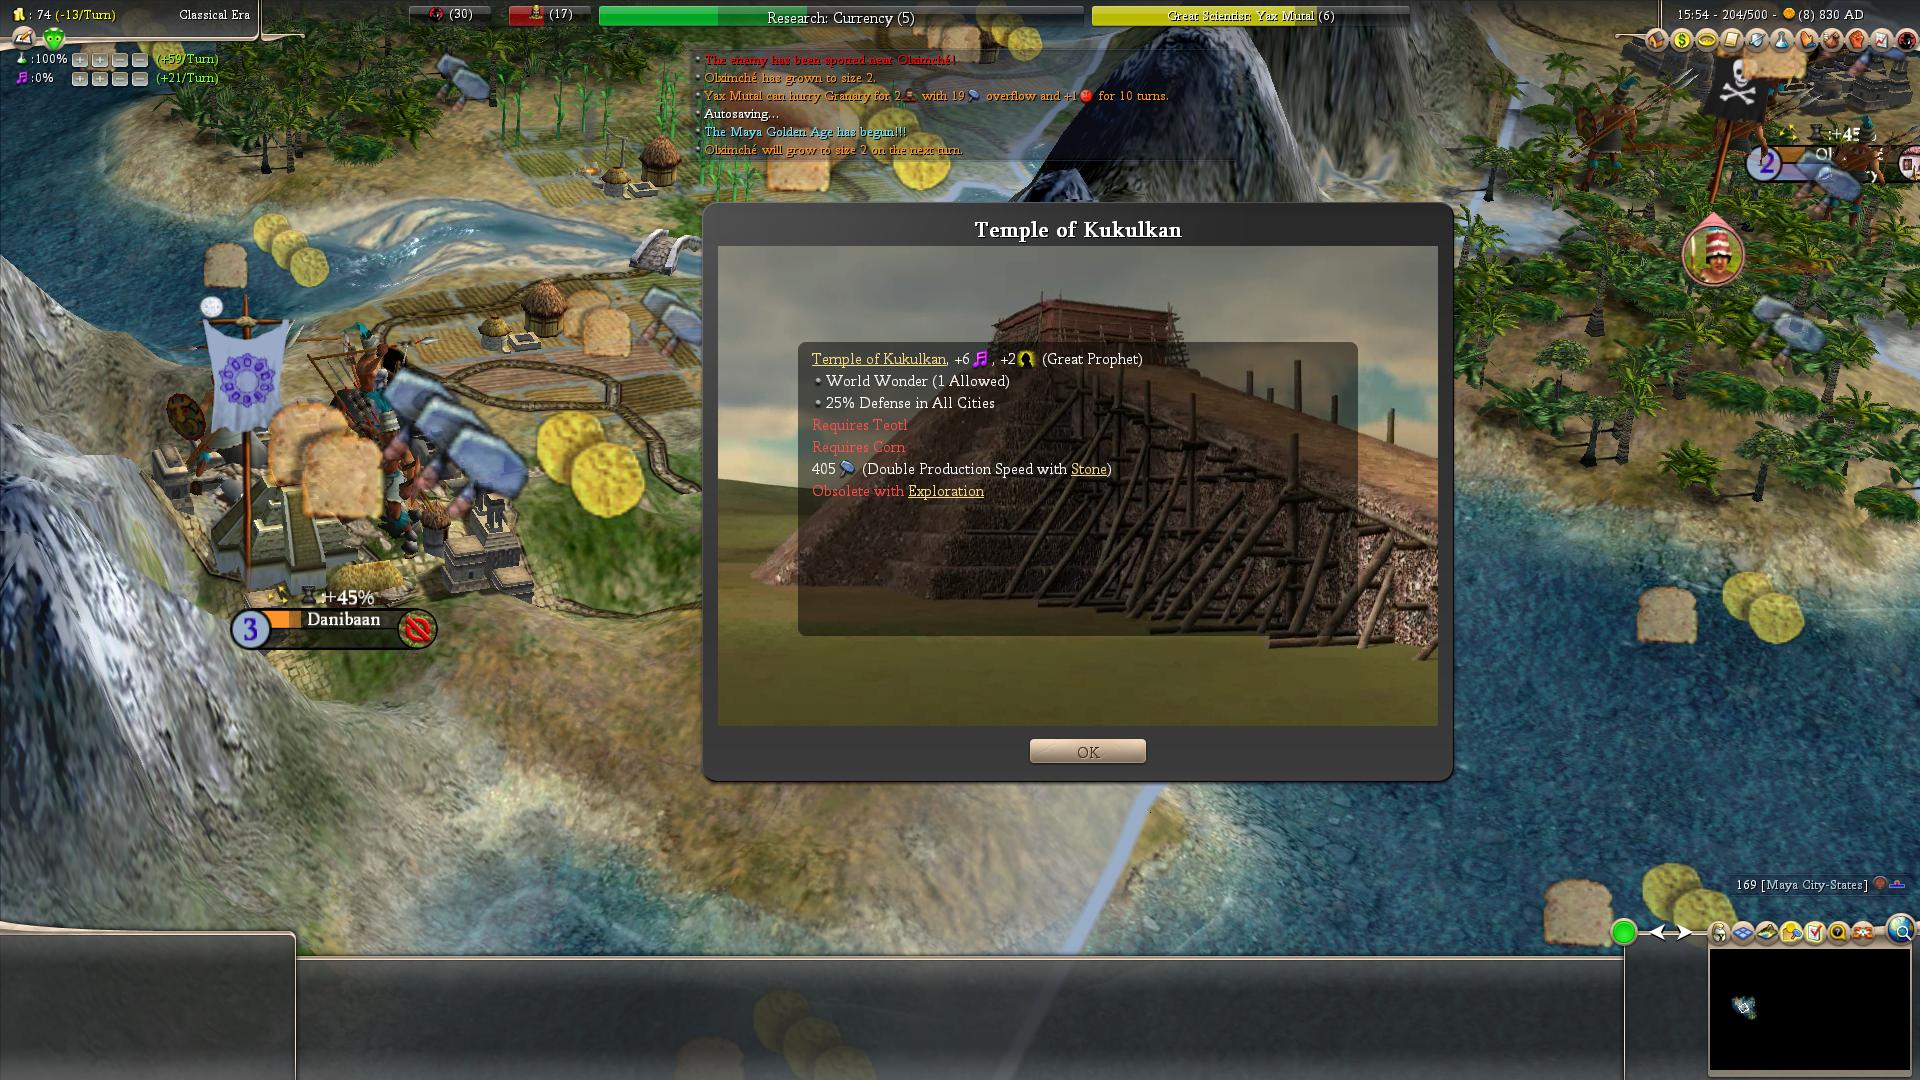 : 74 (-13/Turn)
Classical Era
(30)
(17)
Research: Currency (5)
Great Scientist: Yax Mutal (6)
15:54 - 204/500 - (8) 830 AD
:100%
(+59/Turn)
:0%
(+21/Turn)
The enemy has been spotted near Olximché!
Olximché has grown to size 2.
Yax Mutal can hurry Granary for 2 with 19 overflow and +1 for 10 turns.
Autosaving...
The Maya Golden Age has begun!!!
Olximché will grow to size 2 on the next turn.
2
Temple of Kukulkan
Temple of Kukulkan, +6, +2 (Great Prophet)
World Wonder (1 Allowed)
25% Defense in All Cities
Requires Teotl
Requires Corn
405 (Double Production Speed with Stone)
Obsolete with Exploration
OK
:+45%
3 Danibaan
169 [Maya City-States]